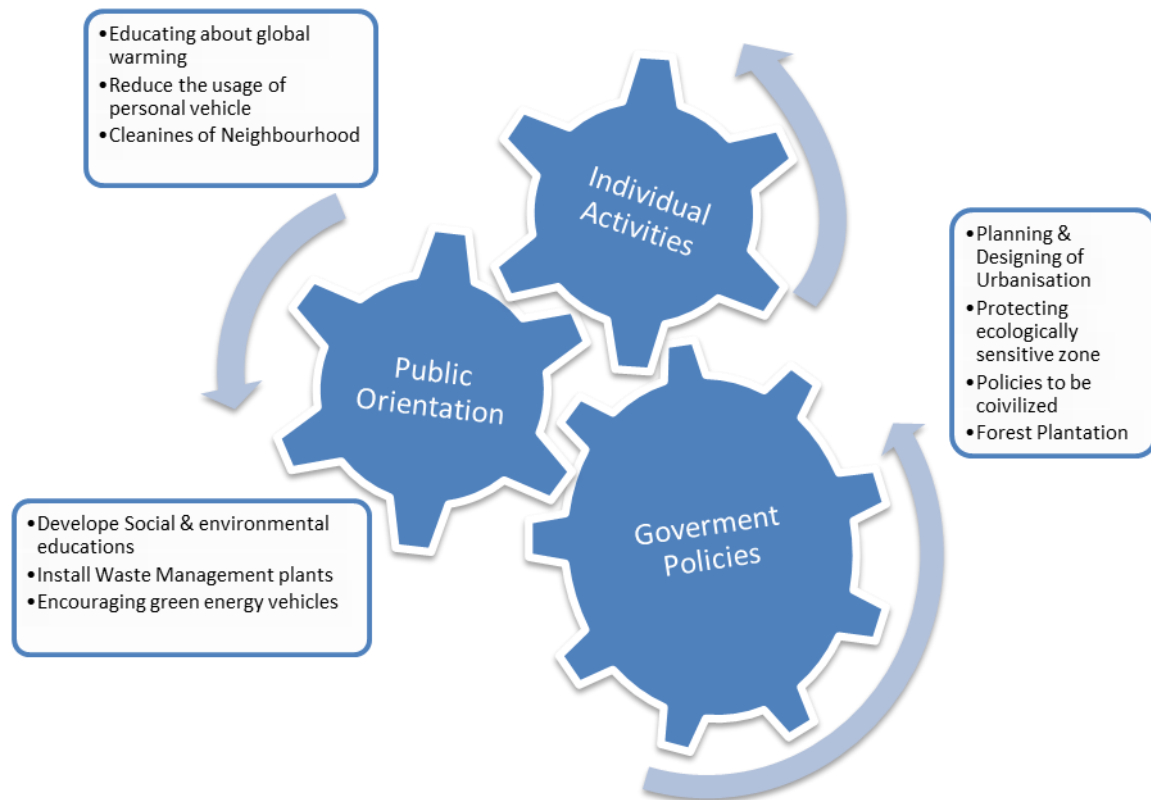 •Educating about global
warming
•Reduce the usage of
personal vehicle
•Cleanines of Neighbourhood
Individual
Activities
•Planning &
Designing of
Urbanisation
•Protecting
ecologically
sensitive zone
•Policies to be
coivilized
•Forest Plantation
Public
Orientation
•Develope Social & environmental
educations
•Install Waste Management plants
•Encouraging green energy vehicles
Goverment
Policies